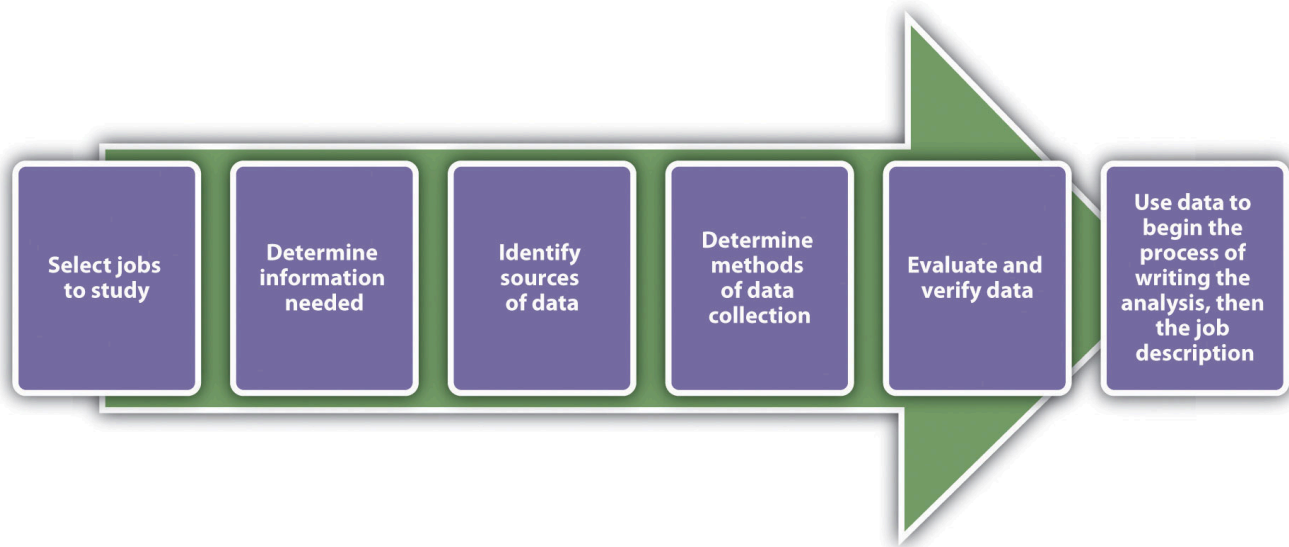 Select jobs
to study
Determine
information
needed
Identify
sources
of data
Determine
methods
of data
collection
Evaluate and
verify data
Use data to
begin the
process of
writing the
analysis, then
the job
description